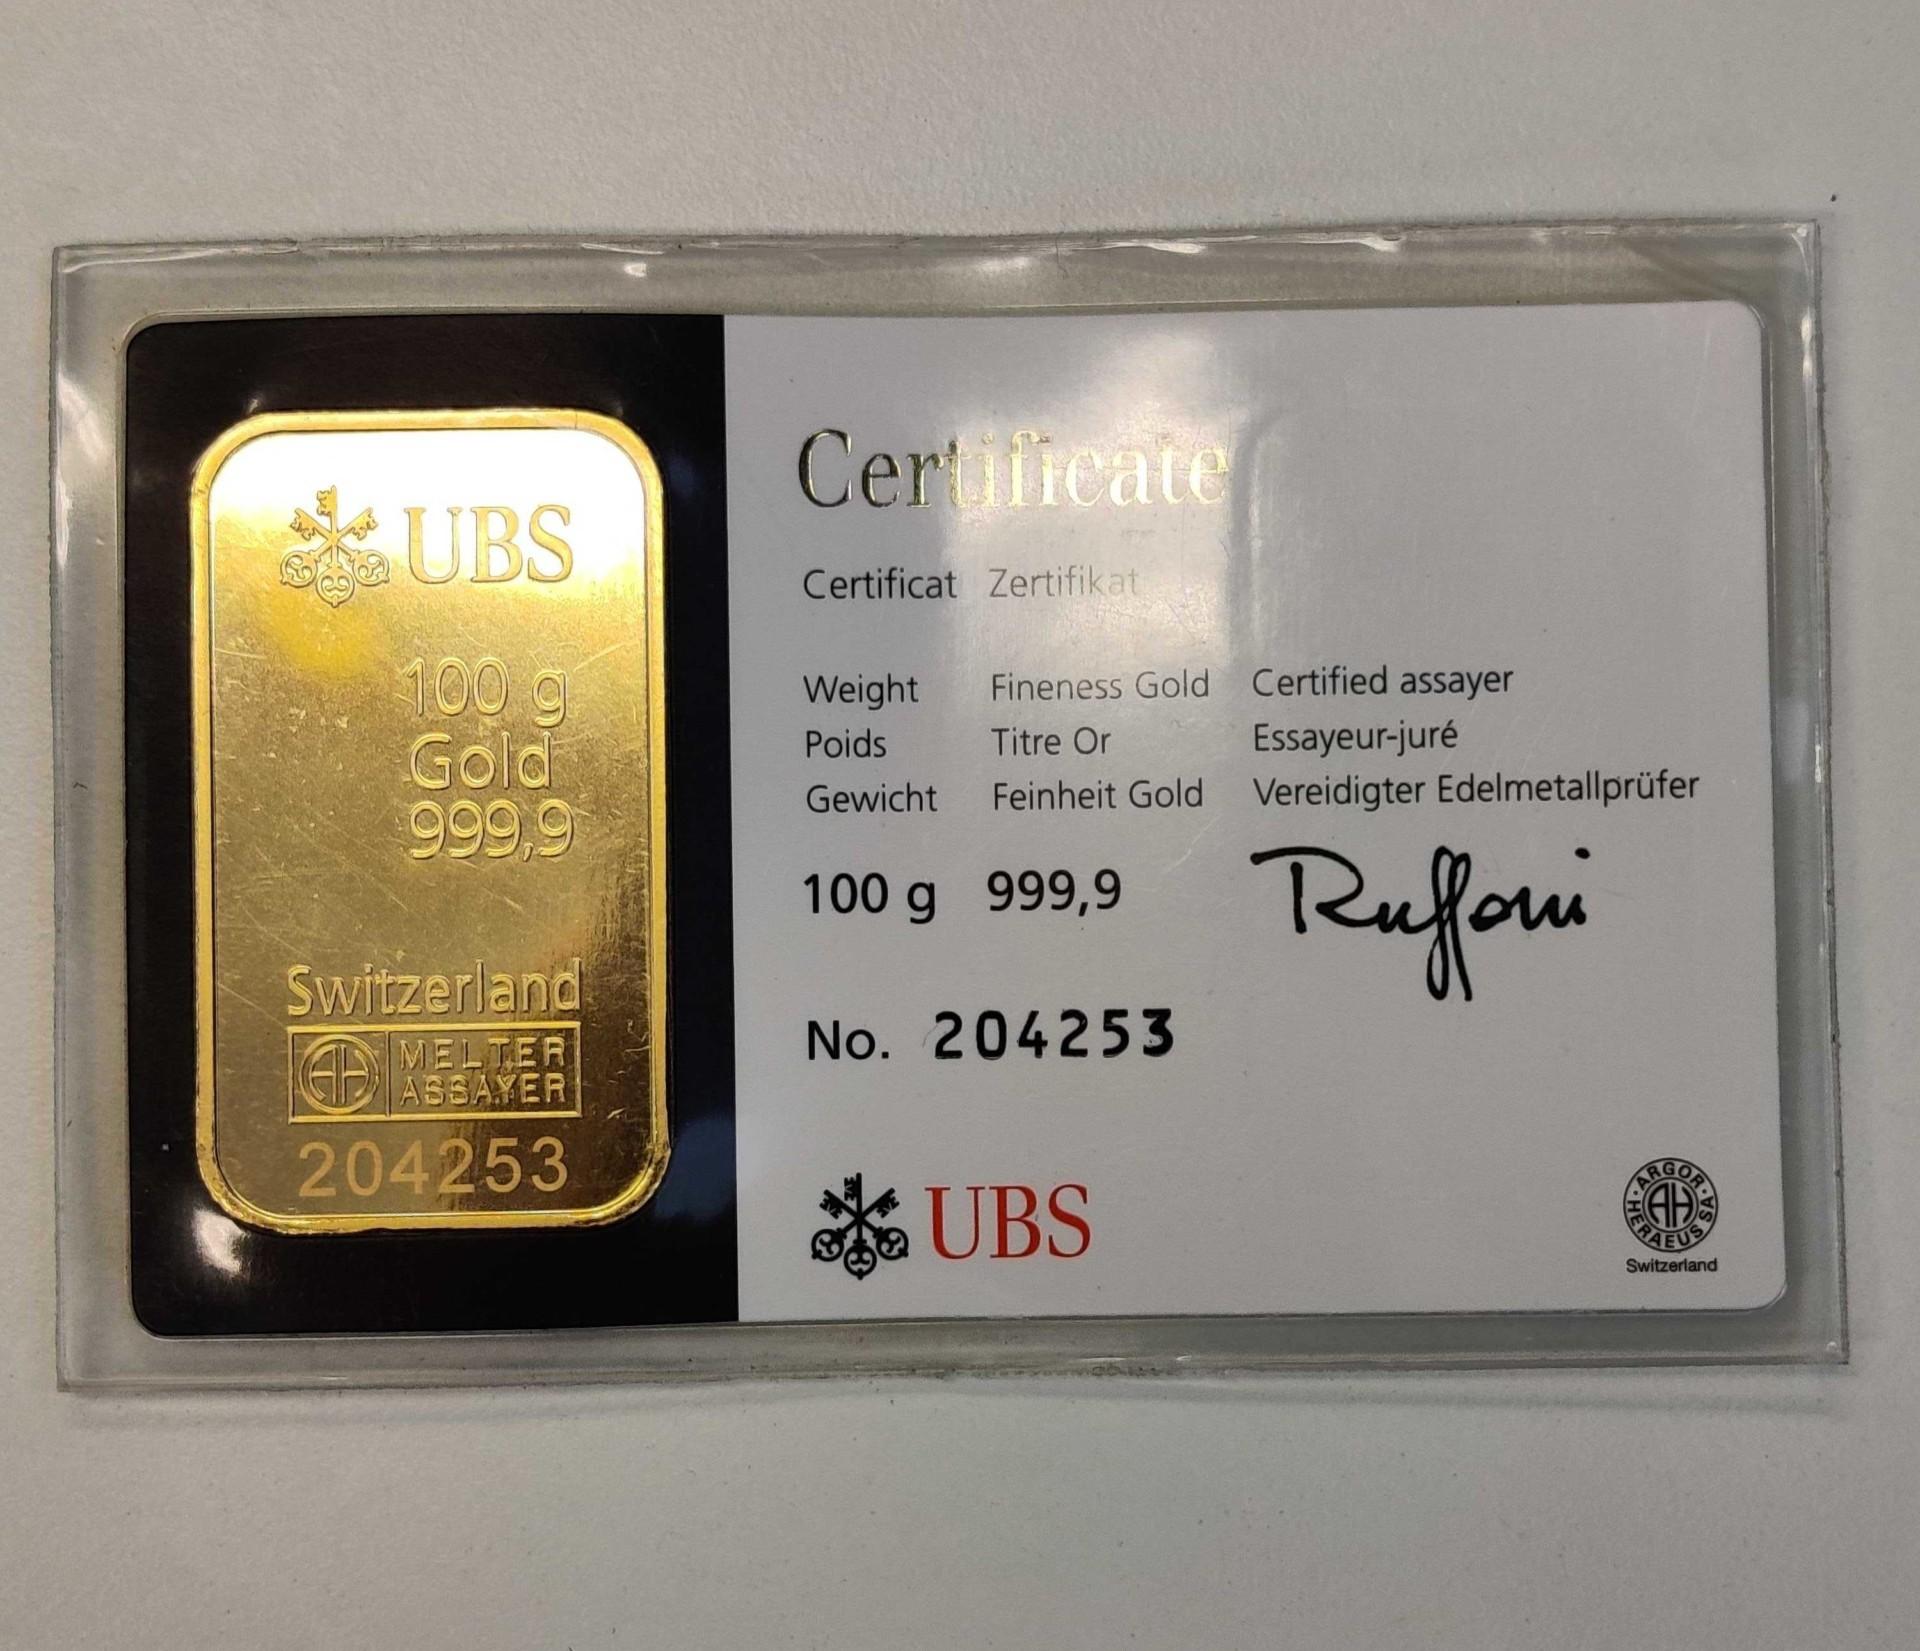 UBS
100 g
Gold
999,9
Switzerland
AH MELTER
ASSAYER
204253
Certificate
Certificat Zertifikat
Weight Fineness Gold Certified assayer
Poids Titre Or Essayeur-juré
Gewicht Feinheit Gold Vereidigter Edelmetallprüfer
100 g 999,9 Ruffoni
No. 204253
UBS
ARGOR HERAEUS SA
AH
Switzerland